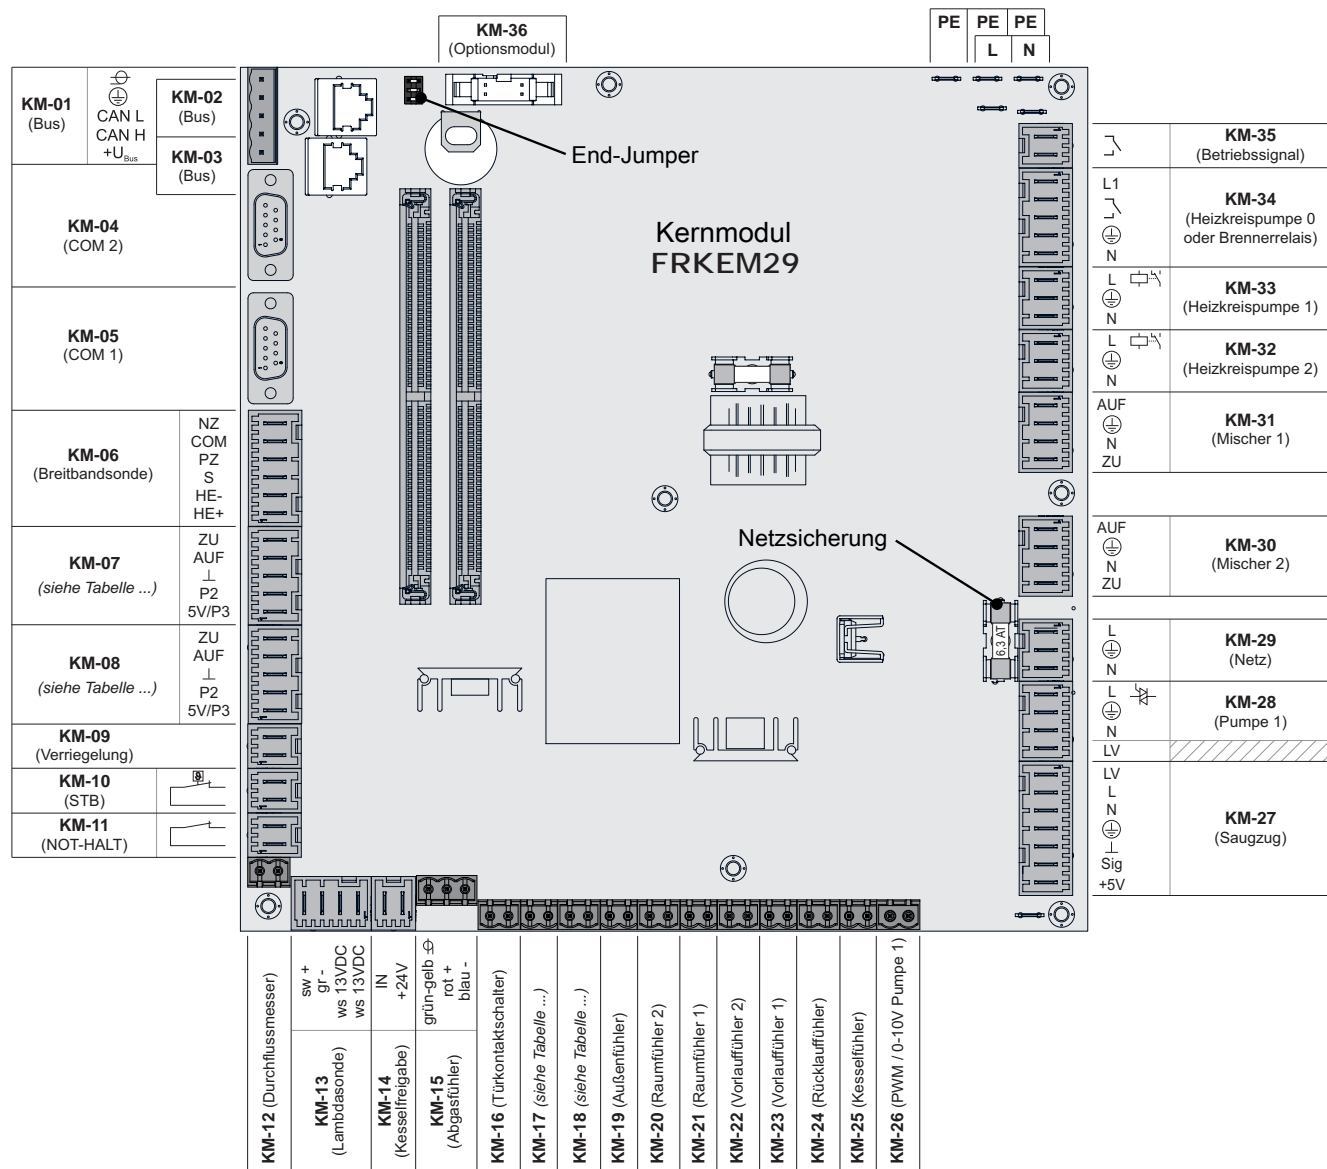 KM-36
(Optionsmodul)
PE PE PE
L N
KM-01
(Bus)
CAN L
CAN H
+U Bus
KM-02
(Bus)
KM-03
(Bus)
KM-04
(COM 2)
KM-05
(COM 1)
KM-06
(Breitbandsonde)
NZ
COM
PZ
S
HE-
HE+
KM-07
(siehe Tabelle ...)
ZU
AUF
⊥
P2
5V/P3
KM-08
(siehe Tabelle ...)
ZU
AUF
⊥
P2
5V/P3
KM-09
(Verriegelung)
KM-10
(STB)
KM-11
(NOT-HALT)
End-Jumper
Kernmodul
FRKEM29
Netzsicherung
6,3 AT
KM-35
(Betriebssignal)
L1
N
KM-34
(Heizkreispumpe 0
oder Brennerrelais)
L
N
KM-33
(Heizkreispumpe 1)
L
N
KM-32
(Heizkreispumpe 2)
AUF
N
ZU
KM-31
(Mischer 1)
AUF
N
ZU
KM-30
(Mischer 2)
L
N
KM-29
(Netz)
L
N
LV
KM-28
(Pumpe 1)
LV
L
N
⊥
Sig
+5V
KM-27
(Saugzug)
KM-12 (Durchflussmesser)
sw +
gr -
ws 13VDC
ws 13VDC
KM-13
(Lambdasonde)
IN
+24V
KM-14
(Kesselfreigabe)
grün-gelb
rot +
blau -
KM-15
(Abgasfühler)
KM-16 (Türkontaktschalter)
KM-17 (siehe Tabelle ...)
KM-18 (siehe Tabelle ...)
KM-19 (Außenfühler)
KM-20 (Raumfühler 2)
KM-21 (Raumfühler 1)
KM-22 (Vorlauffühler 2)
KM-23 (Vorlauffühler 1)
KM-24 (Rücklauffühler)
KM-25 (Kesselfühler)
KM-26 (PWM / 0-10V Pumpe 1)